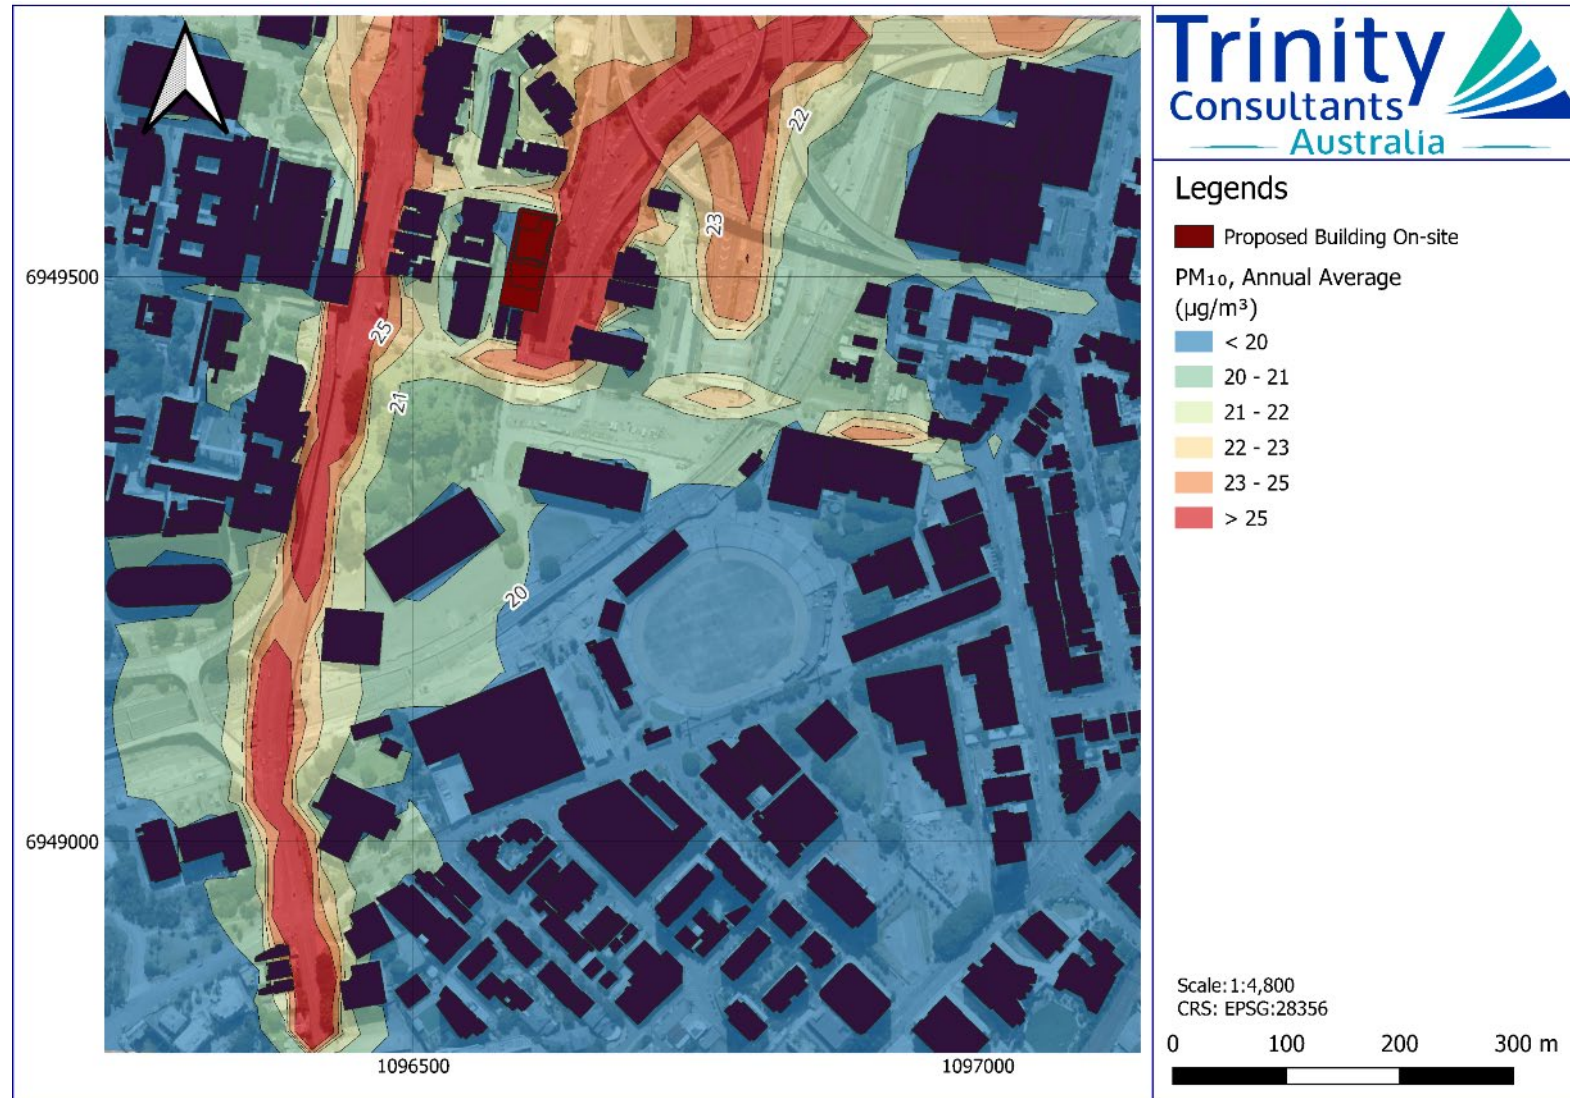 Trinity
Consultants
Australia
Legends
Proposed Building On-site
PM₁₀, Annual Average
(µg/m³)
< 20
20 - 21
21 - 22
22 - 23
23 - 25
> 25
22
23
6949500
25
21
20
6949000
1096500
1097000
Scale: 1:4,800
CRS: EPSG:28356
0 100 200 300 m